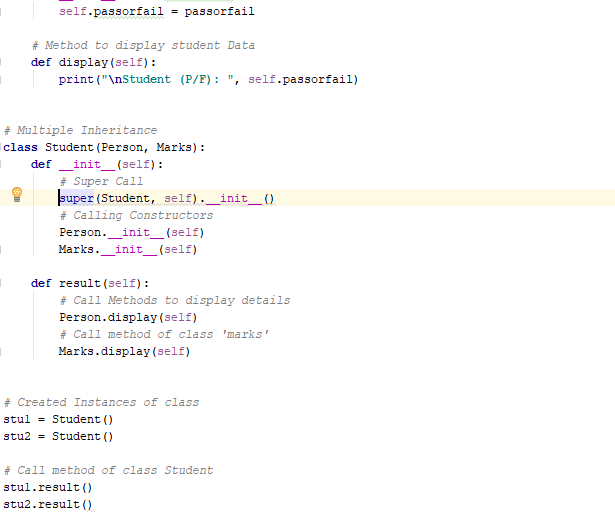 self.passorfail = passorfail
# Method to display student Data
def display(self):
print("\nStudent (P/F): ", self.passorfail)
# Multiple Inheritance
class Student(Person, Marks):
def __init__(self):
# Super Call
super(Student, self).__init__()
# Calling Constructors
Person.__init__(self)
Marks.__init__(self)
def result(self):
# Call Methods to display details
Person.display(self)
# Call method of class 'marks'
Marks.display(self)
# Created Instances of class
stu1 = Student()
stu2 = Student()
# Call method of class Student
stu1.result()
stu2.result()